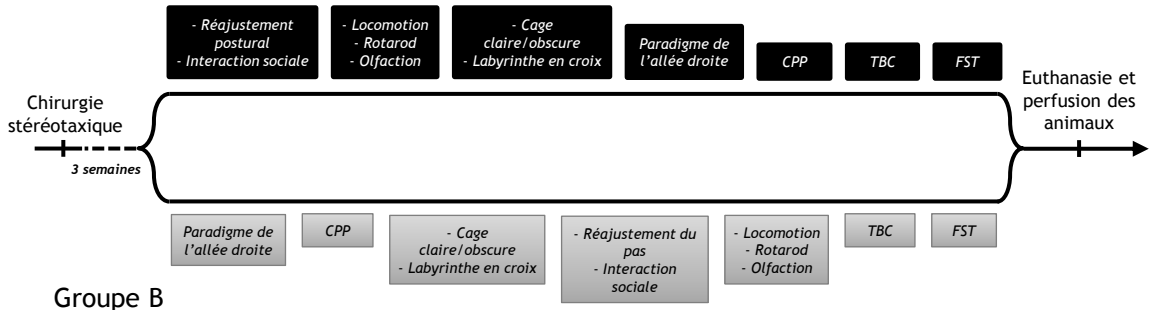 - Réajustement
postural
- Interaction sociale
- Locomotion
- Rotarod
- Olfaction
- Cage
claire/obscure
- Labyrinthe en croix
Paradigme de
l'allée droite
CPP
TBC
FST
Chirurgie
stéréotaxique
3 semaines
Euthanasie et
perfusion des
animaux
Paradigme de
l'allée droite
CPP
- Cage
claire/obscure
- Labyrinthe en croix
- Réajustement du
pas
- Interaction
sociale
- Locomotion
- Rotarod
- Olfaction
TBC
FST
Groupe B